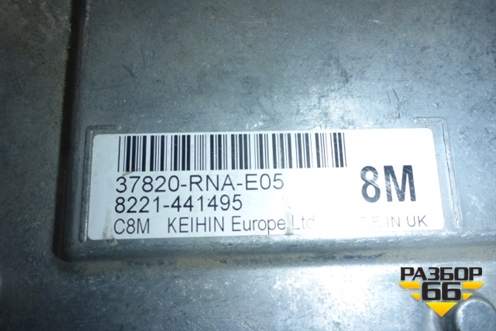 37820-RNA-E05
8221-441495
8M
C8M KEIHIN Europe Ltd IN UK
РАЗБОР
66